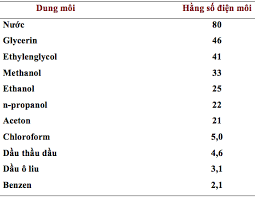 Dung môi Hằng số điện môi
Nước 80
Glycerin 46
Ethylenglycol 41
Methanol 33
Ethanol 25
n-propanol 22
Aceton 21
Chloroform 5,0
Dầu thầu dầu 4,6
Dầu ô liu 3,1
Benzen 2,1